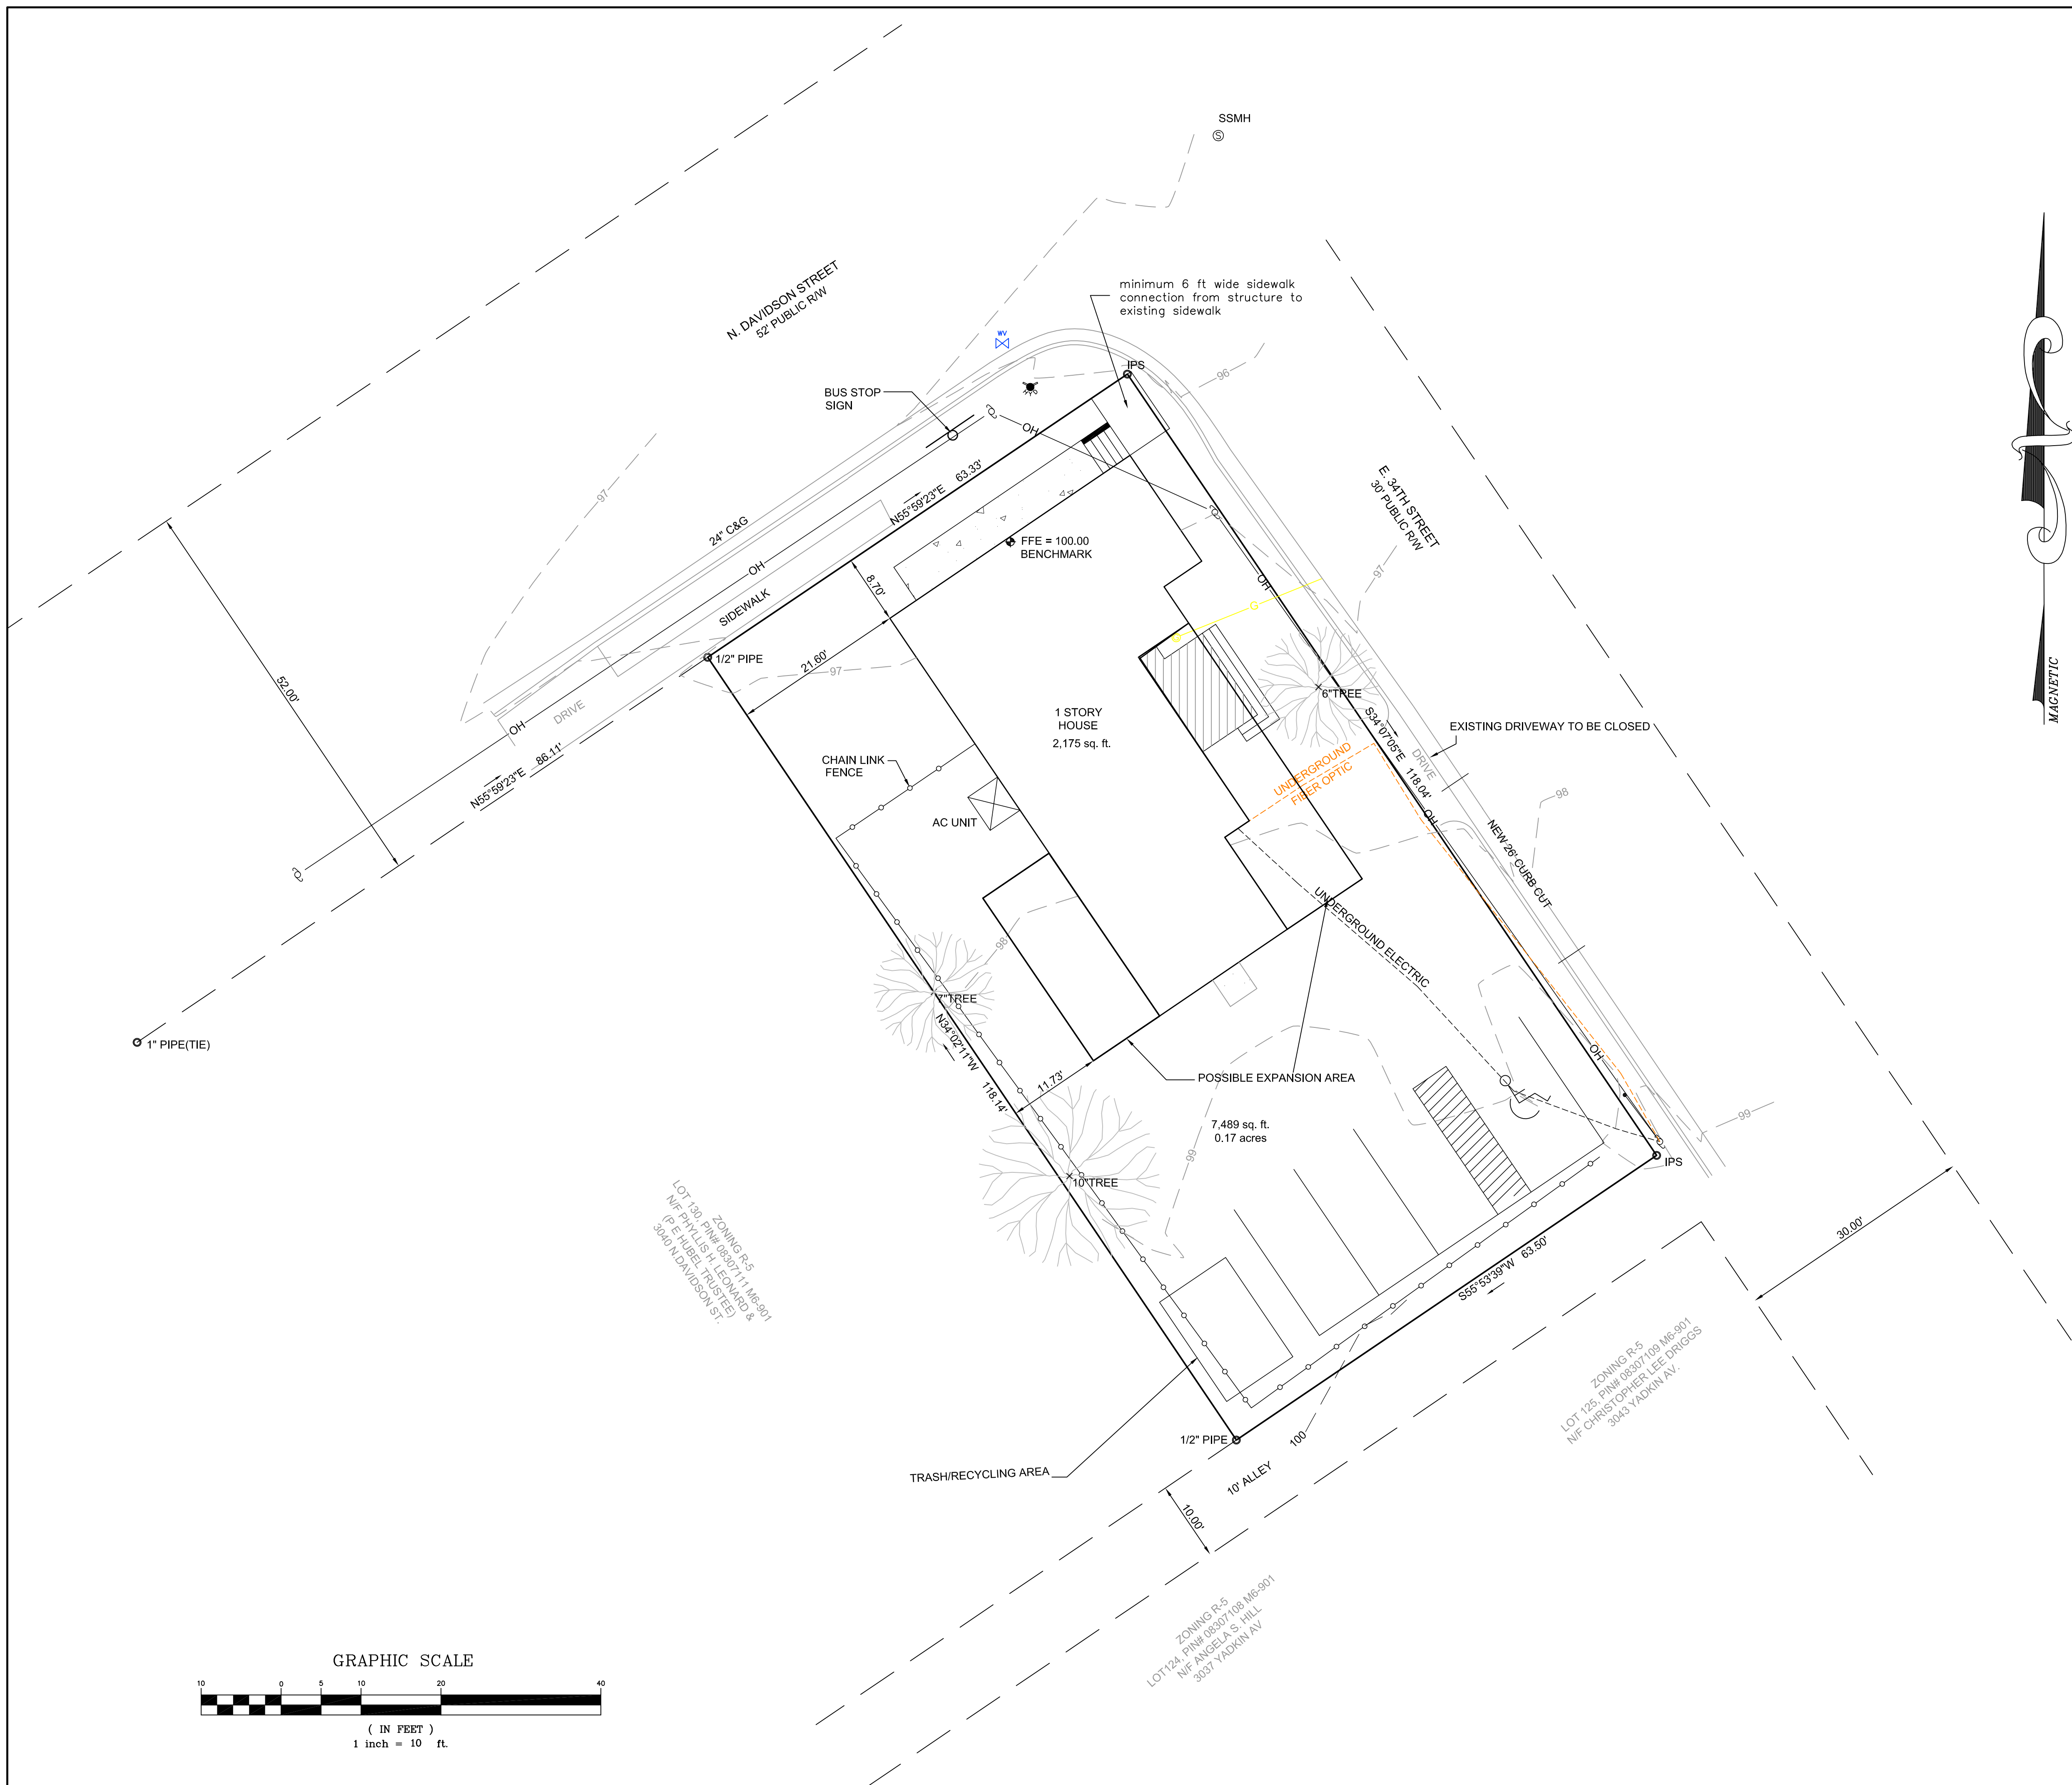 SSMH
S
N. DAVIDSON STREET
52' PUBLIC R/W
minimum 6 ft wide sidewalk
connection from structure to
existing sidewalk
WV
IPS
96
BUS STOP
SIGN
OH
97
24" C&G
N55°59'23"E 63.33'
E. 34TH STREET
30' PUBLIC R/W
FFE = 100.00
BENCHMARK
OH
SIDEWALK
8.70'
OH
97
G
G
1/2" PIPE
21.60'
97
52.00'
DRIVE
OH
6"TREE
1 STORY
HOUSE
2,175 sq. ft.
S34°07'05"E 118.04'
EXISTING DRIVEWAY TO BE CLOSED
DRIVE
N55°59'23"E 86.11'
CHAIN LINK
FENCE
UNDERGROUND
FIBER OPTIC
AC UNIT
98
OH
NEW 26' CURB CUT
UNDERGROUND ELECTRIC
98
7"TREE
N34°02'11"W 118.14'
1" PIPE(TIE)
OH
11.73'
POSSIBLE EXPANSION AREA
7,489 sq. ft.
0.17 acres
99
99
IPS
10"TREE
ZONING R-5
LOT 130, PIN# 08307111 M6-901
N/F PHYLLIS H. LEONARD &
(P E HUBEL TRUSTEE)
3040 N.DAVIDSON ST.
30.00'
S55°53'39"W 63.50'
ZONING R-5
LOT 125, PIN# 08307109 M6-901
N/F CHRISTOPHER LEE DRIGGS
3043 YADKIN AV.
1/2" PIPE
100
TRASH/RECYCLING AREA
10' ALLEY
10.00'
ZONING R-5
LOT124, PIN# 08307108 M6-901
N/F ANGELA S. HILL
3037 YADKIN AV
MAGNETIC
GRAPHIC SCALE
10 0 5 10 20 40
( IN FEET )
1 inch = 10 ft.